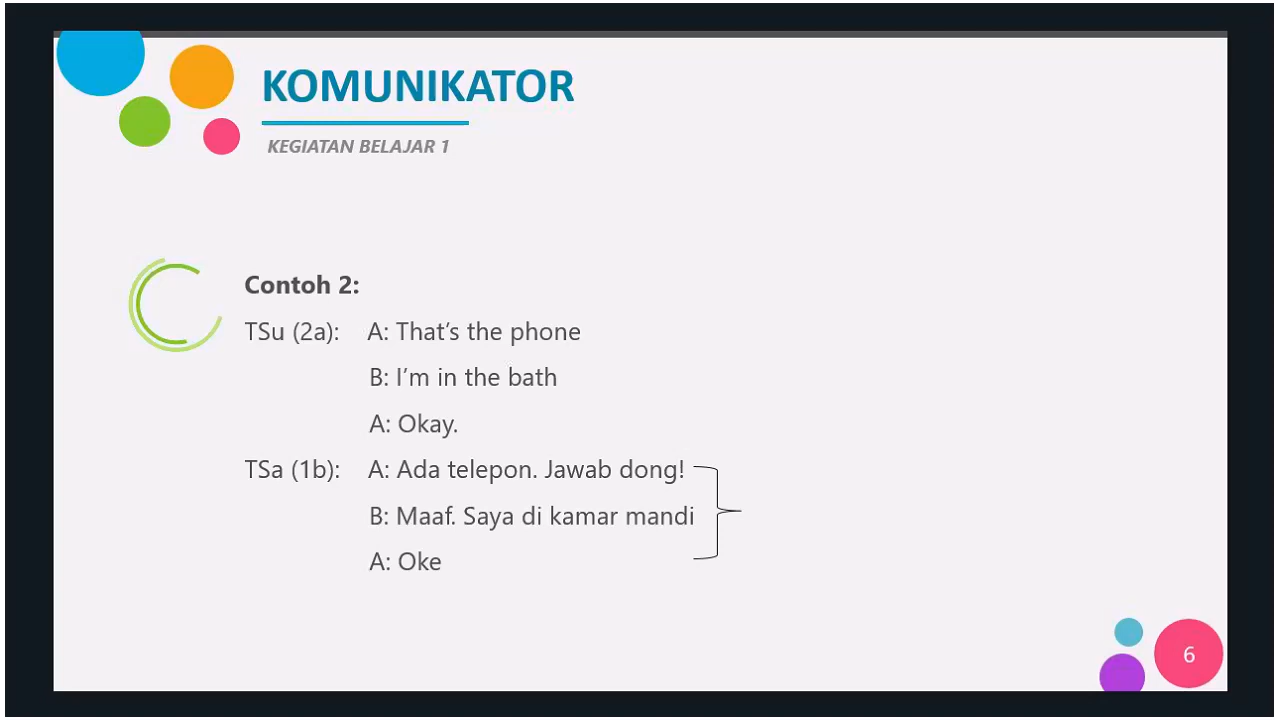 KOMUNIKATOR
KEGIATAN BELAJAR 1
Contoh 2:
TSu (2a): A: That's the phone
B: I'm in the bath
A: Okay.
TSa (1b): A: Ada telepon. Jawab dong!
B: Maaf. Saya di kamar mandi
A: Oke
6